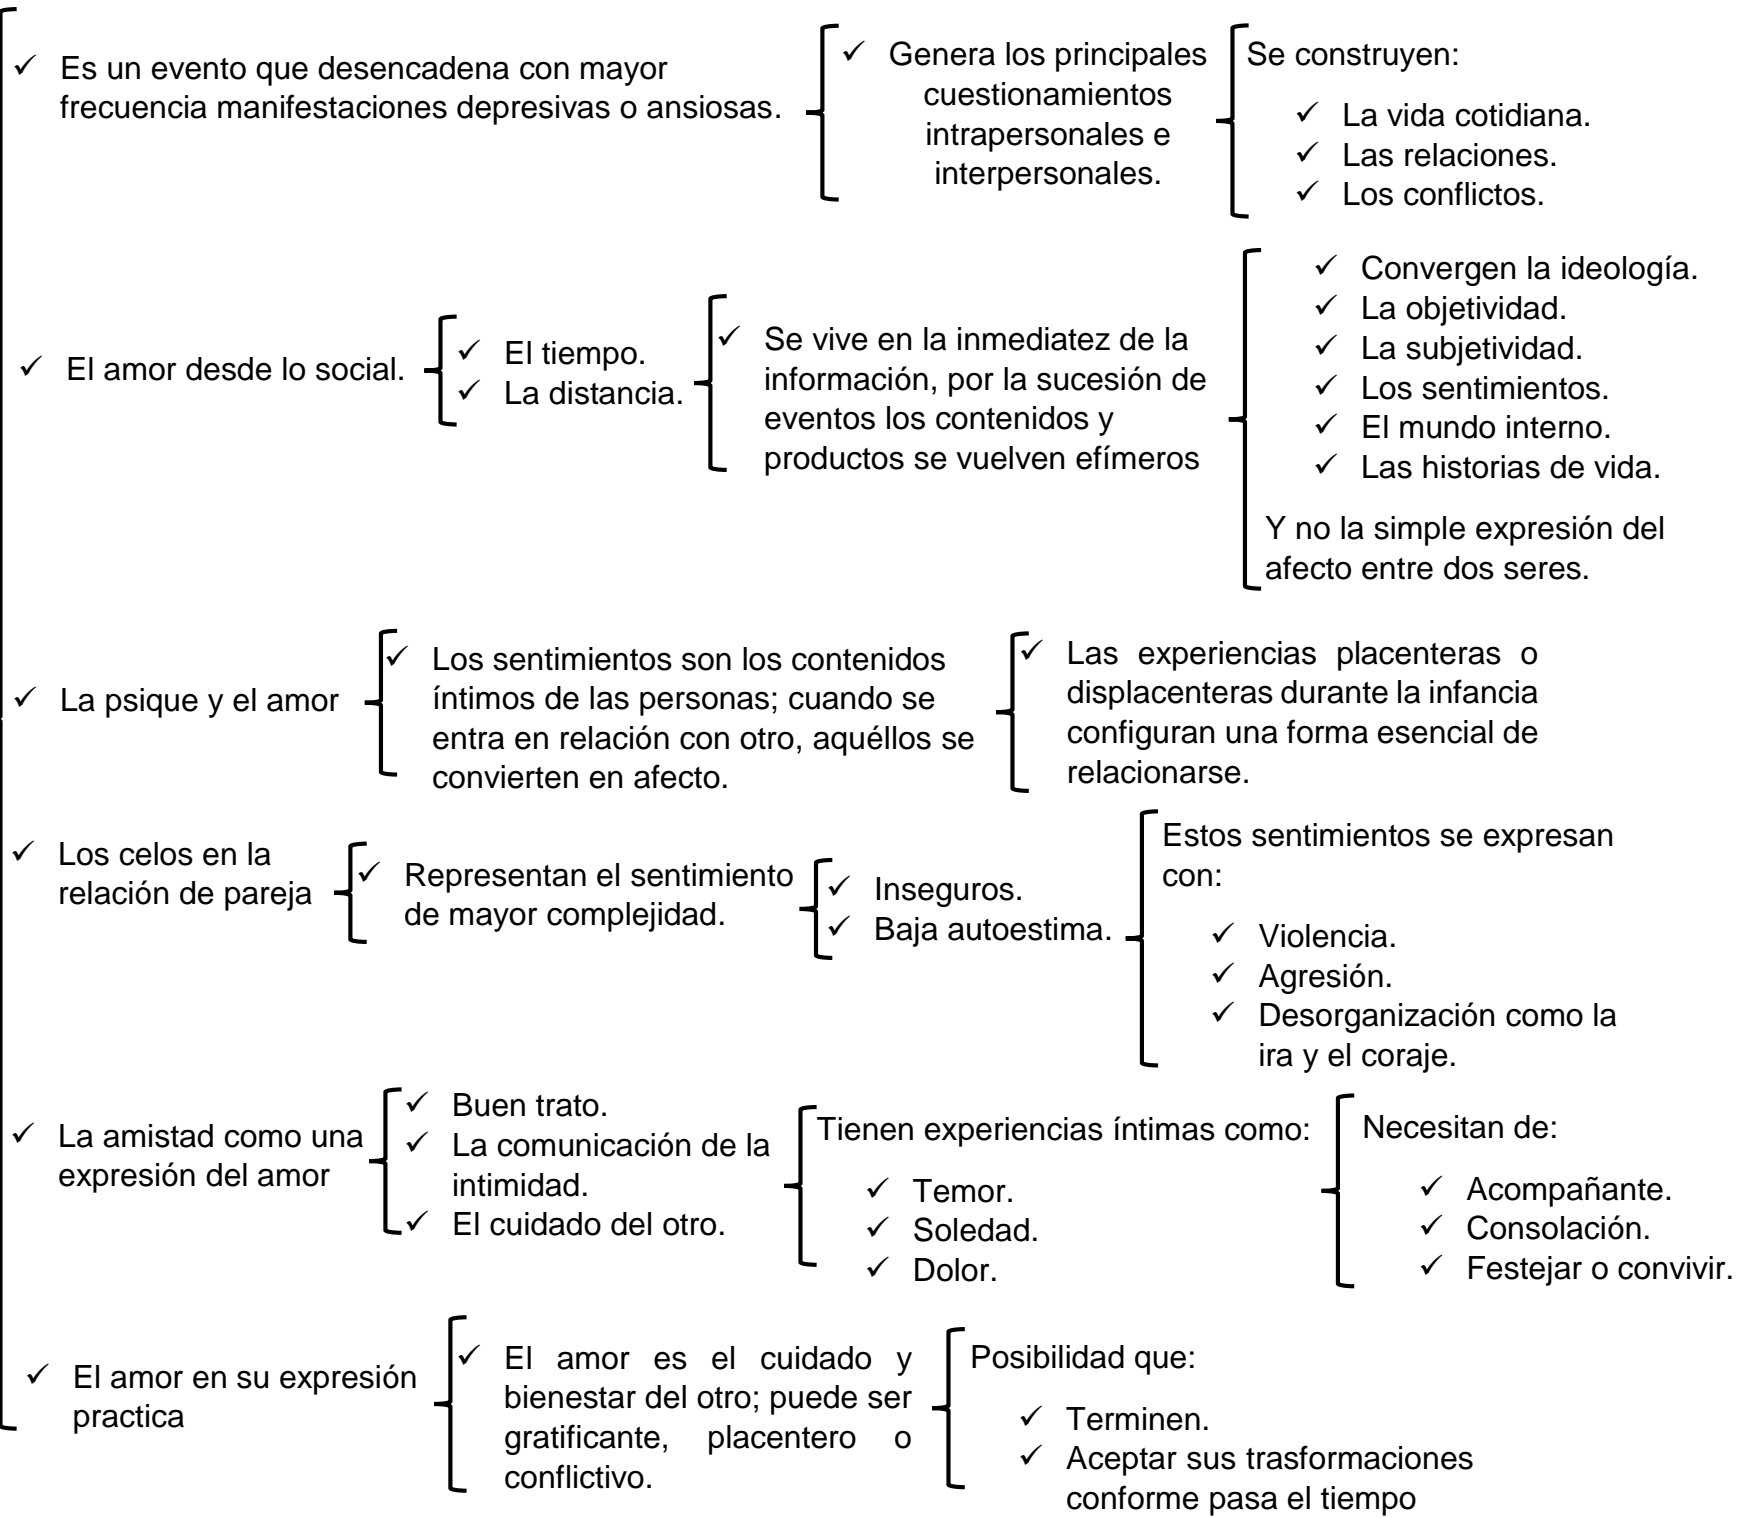 ✓ Es un evento que desencadena con mayor
frecuencia manifestaciones depresivas o ansiosas.
✓ Genera los principales
cuestionamientos
intrapersonales e
interpersonales.
Se construyen:
✓ La vida cotidiana.
✓ Las relaciones.
✓ Los conflictos.
✓ El amor desde lo social.
✓ El tiempo.
✓ La distancia.
✓ Se vive en la inmediatez de la
información, por la sucesión de
eventos los contenidos y
productos se vuelven efímeros
✓ Convergen la ideología.
✓ La objetividad.
✓ La subjetividad.
✓ Los sentimientos.
✓ El mundo interno.
✓ Las historias de vida.
Y no la simple expresión del
afecto entre dos seres.
✓ La psique y el amor
✓ Los sentimientos son los contenidos
íntimos de las personas; cuando se
entra en relación con otro, aquéllos se
convierten en afecto.
✓ Las experiencias placenteras o
displacenteras durante la infancia
configuran una forma esencial de
relacionarse.
✓ Los celos en la
relación de pareja
✓ Representan el sentimiento
de mayor complejidad.
✓ Inseguros.
✓ Baja autoestima.
Estos sentimientos se expresan
con:
✓ Violencia.
✓ Agresión.
✓ Desorganización como la
ira y el coraje.
✓ La amistad como una
expresión del amor
✓ Buen trato.
✓ La comunicación de la
intimidad.
✓ El cuidado del otro.
Tienen experiencias íntimas como:
✓ Temor.
✓ Soledad.
✓ Dolor.
Necesitan de:
✓ Acompañante.
✓ Consolación.
✓ Festejar o convivir.
✓ El amor en su expresión
practica
✓ El amor es el cuidado y
bienestar del otro; puede ser
gratificante, placentero o
conflictivo.
Posibilidad que:
✓ Terminen.
✓ Aceptar sus trasformaciones
conforme pasa el tiempo